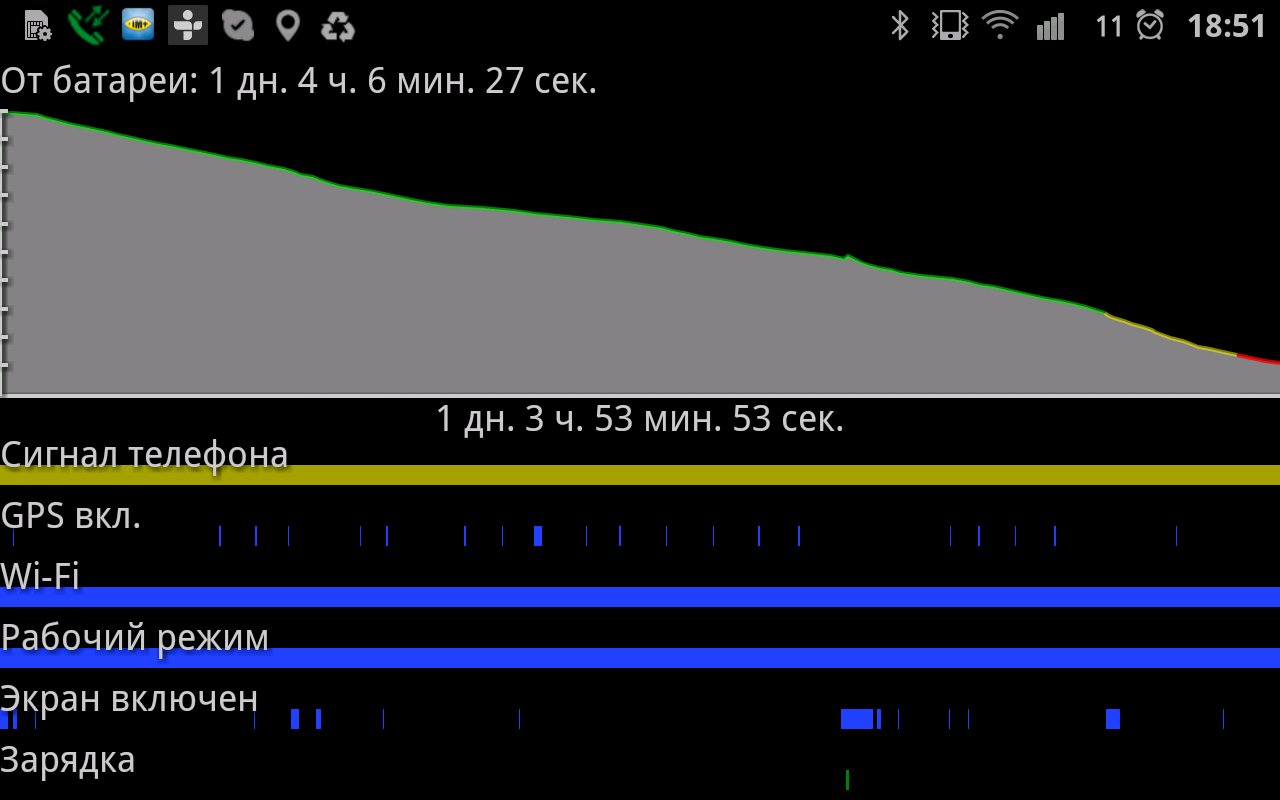 11 18:51
От батареи: 1 дн. 4 ч. 6 мин. 27 сек.
1 дн. 3 ч. 53 мин. 53 сек.
Сигнал телефона
GPS вкл.
Wi-Fi
Рабочий режим
Экран включен
Зарядка